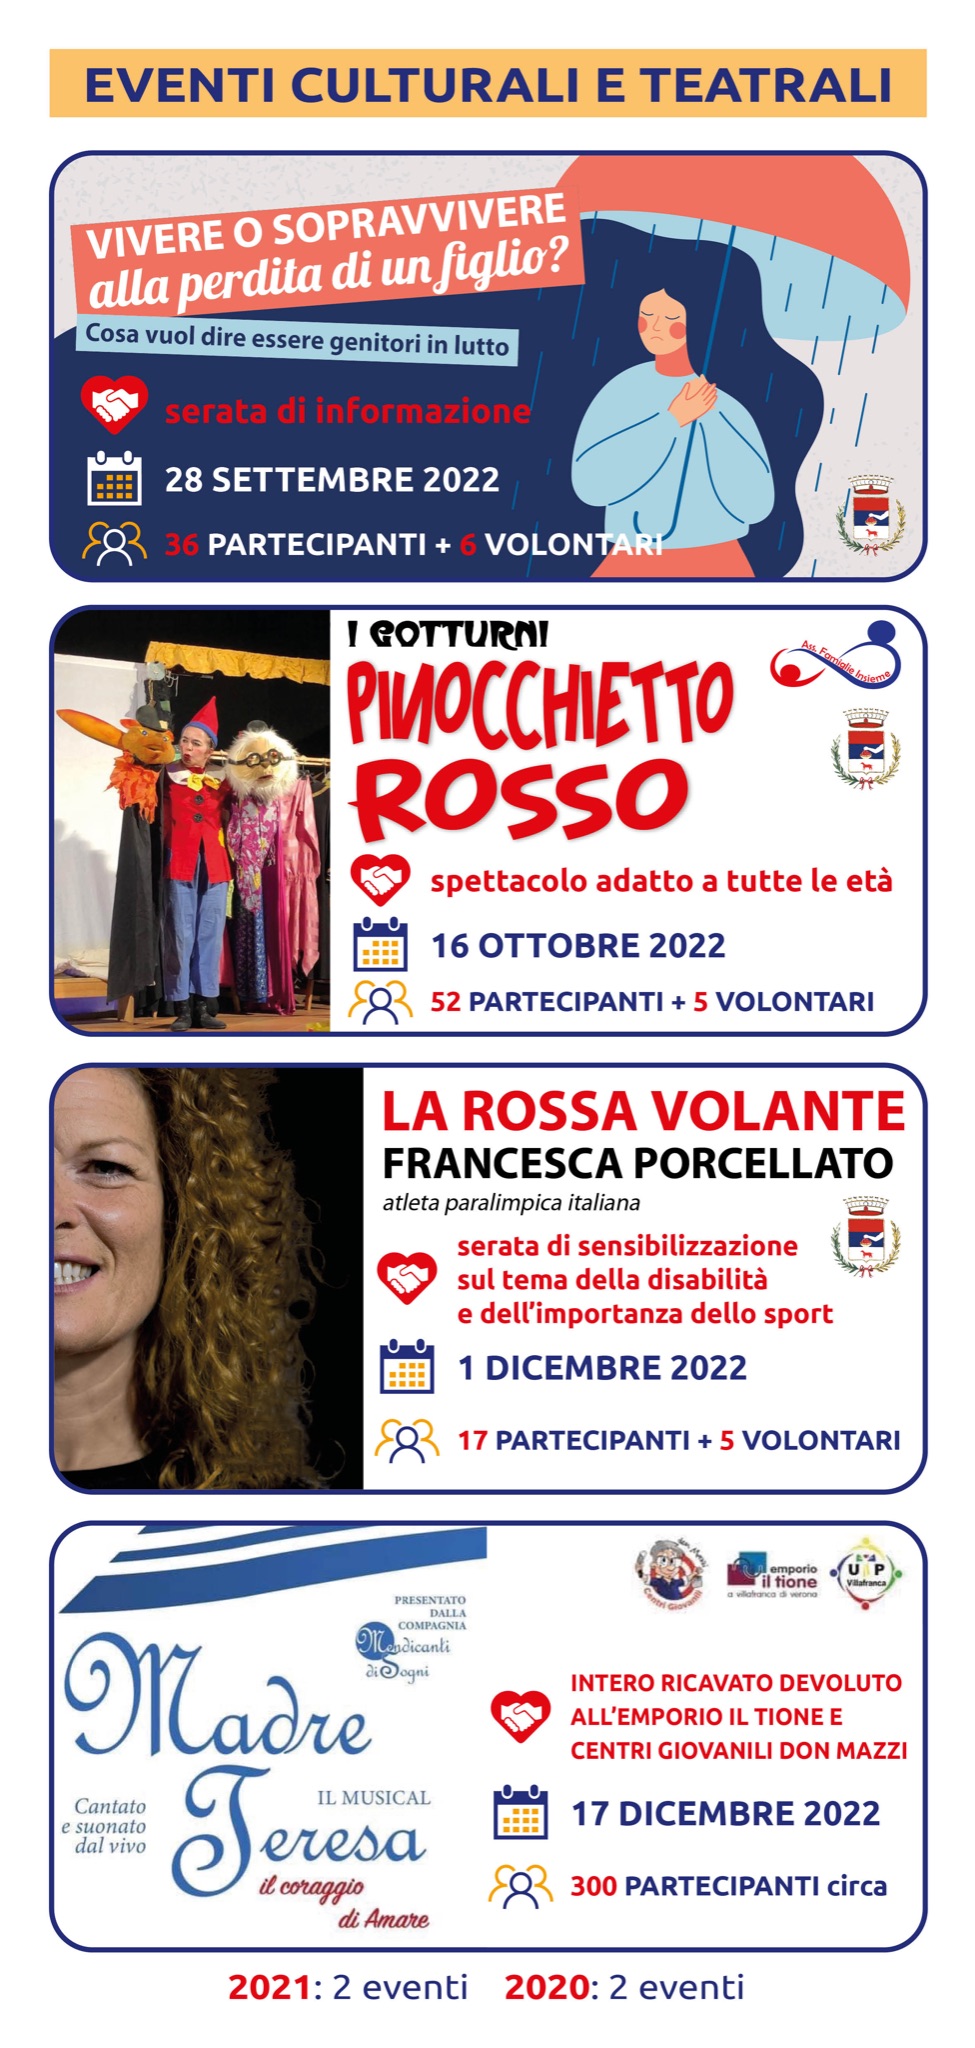 EVENTI CULTURALI E TEATRALI
VIVERE O SOPRAVVIVERE
alla perdita di un figlio?
Cosa vuol dire essere genitori in lutto
serata di informazione
28 SETTEMBRE 2022
36 PARTECIPANTI + 6 VOLONTARI
I GOTTURNI
PINOCCHIETTO
ROSSO
Ass. Famiglie Insieme
spettacolo adatto a tutte le età
16 OTTOBRE 2022
52 PARTECIPANTI + 5 VOLONTARI
LA ROSSA VOLANTE
FRANCESCA PORCELLATO
atleta paralimpica italiana
serata di sensibilizzazione
sul tema della disabilità
e dell'importanza dello sport
1 DICEMBRE 2022
17 PARTECIPANTI + 5 VOLONTARI
PRESENTATO
DALLA
COMPAGNIA
Mendicanti
di Sogni
Madre
Teresa
IL MUSICAL
Cantato
e suonato
dal vivo
il coraggio
di Amare
Don Mazzi
Centri Giovanili
emporio
il tione
a villafranca di verona
UP
Villafranca
INTERO RICAVATO DEVOLUTO
ALL'EMPORIO IL TIONE E
CENTRI GIOVANILI DON MAZZI
17 DICEMBRE 2022
300 PARTECIPANTI circa
2021: 2 eventi 2020: 2 eventi